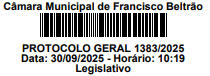 Câmara Municipal de Francisco Beltrão
PROTOCOLO GERAL 1383/2025
Data: 30/09/2025 - Horário: 10:19
Legislativo